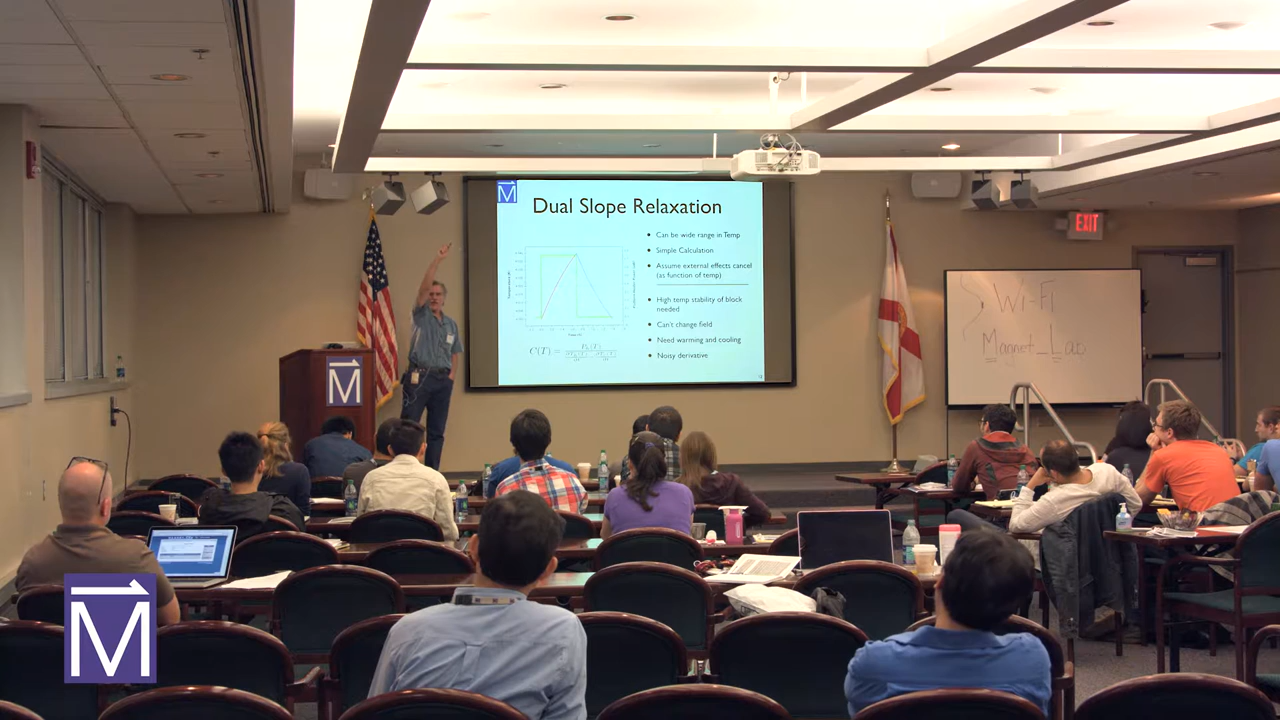 M
Dual Slope Relaxation
Can be wide range in Temp
Simple Calculation
Assume external effects cancel
(as function of temp)
High temp stability of block
needed
Can't change field
Need warming and cooling
Noisy derivative
EXIT
Wi-Fi
Magnet_Lab
M
M